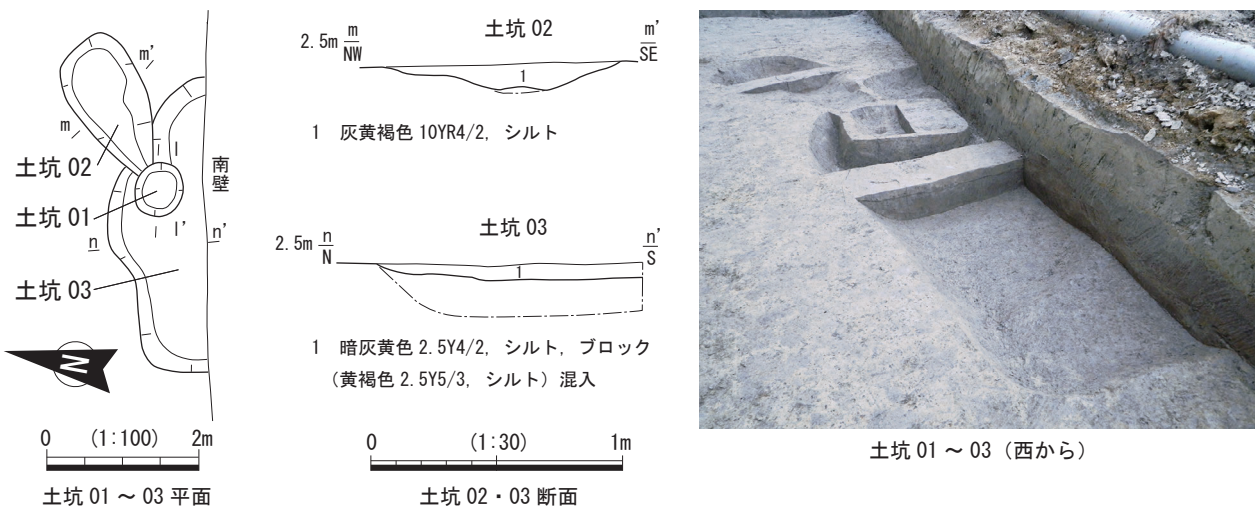 m'
m
l
土坑 02
南壁
土坑 01
l'
n
n'
土坑 03
N
0 (1:100) 2m
土坑 01 ～ 03 平面
土坑 02
2.5m m NW
m' SE
1
1 灰黄褐色 10YR4/2, シルト
土坑 03
2.5m n N
n' S
1
1 暗灰黄色 2.5Y4/2, シルト, ブロック
（黄褐色 2.5Y5/3, シルト）混入
0 (1:30) 1m
土坑 02・03 断面
土坑 01 ～ 03（西から）